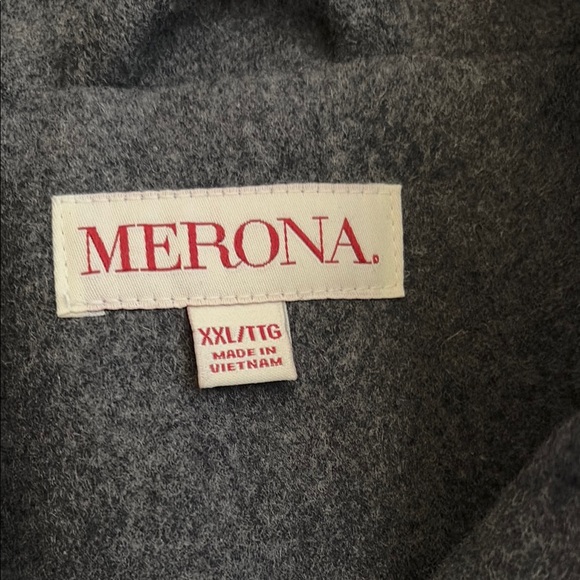 MERONA.
XXL/TTG
MADE IN
VIETNAM